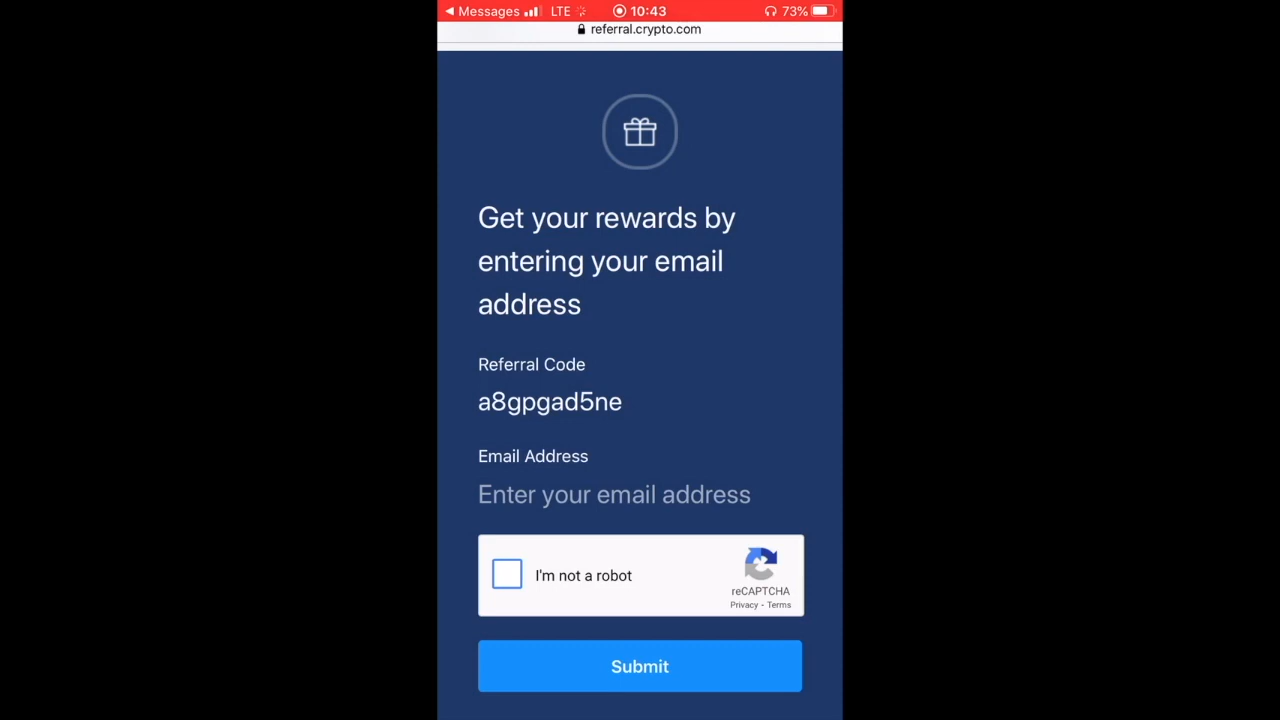 ◀ Messages LTE 10:43 73%
referral.crypto.com
Get your rewards by
entering your email
address
Referral Code
a8gpgad5ne
Email Address
Enter your email address
I'm not a robot
reCAPTCHA
Privacy - Terms
Submit